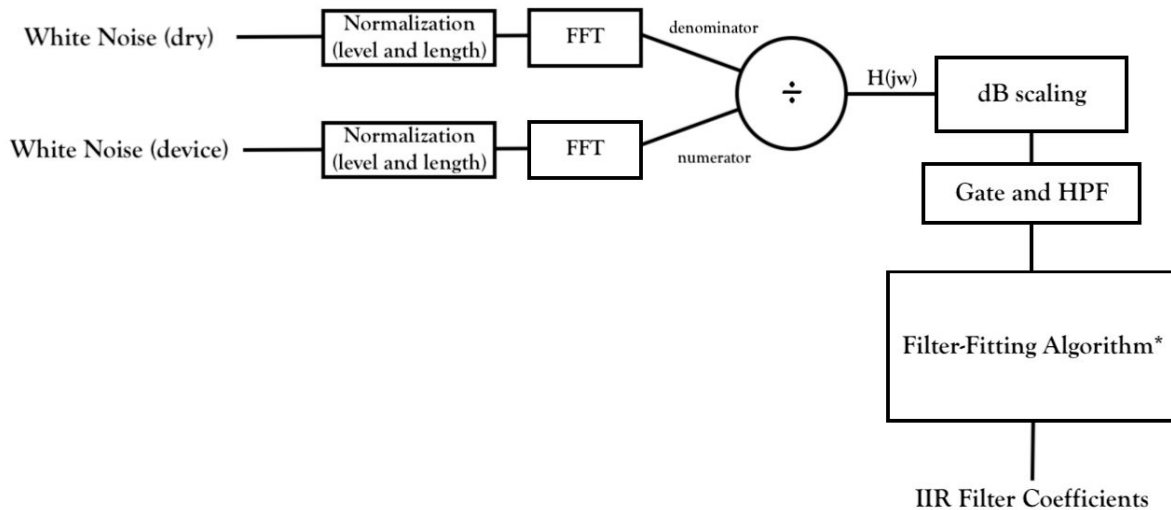 White Noise (dry)
Normalization
(level and length)
FFT
denominator
÷
H(jw)
dB scaling
White Noise (device)
Normalization
(level and length)
FFT
numerator
Gate and HPF
Filter-Fitting Algorithm*
IIR Filter Coefficients